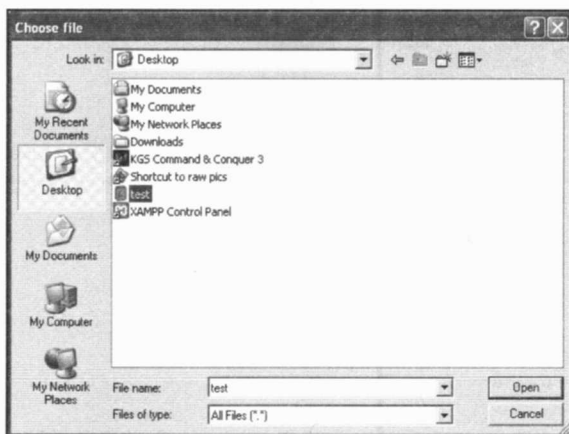 Choose file
Look in: Desktop
My Recent
Documents
Desktop
My Documents
My Computer
My Network
Places
My Documents
My Computer
My Network Places
Downloads
KGS Command & Conquer 3
Shortcut to raw pics
test
XAMPP Control Panel
File name: test Open
Files of type: All Files (*.*) Cancel